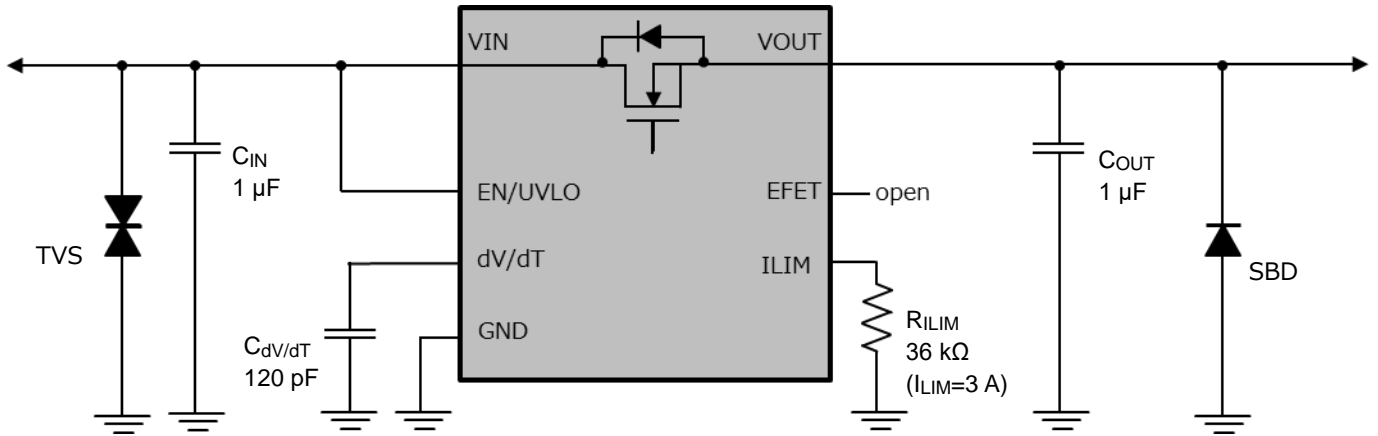 VIN
VOUT
CIN
1 µF
EN/UVLO
EFET
open
COUT
1 µF
TVS
dV/dT
ILIM
SBD
CdV/dT
120 pF
GND
RILIM
36 kΩ
(ILIM=3 A)